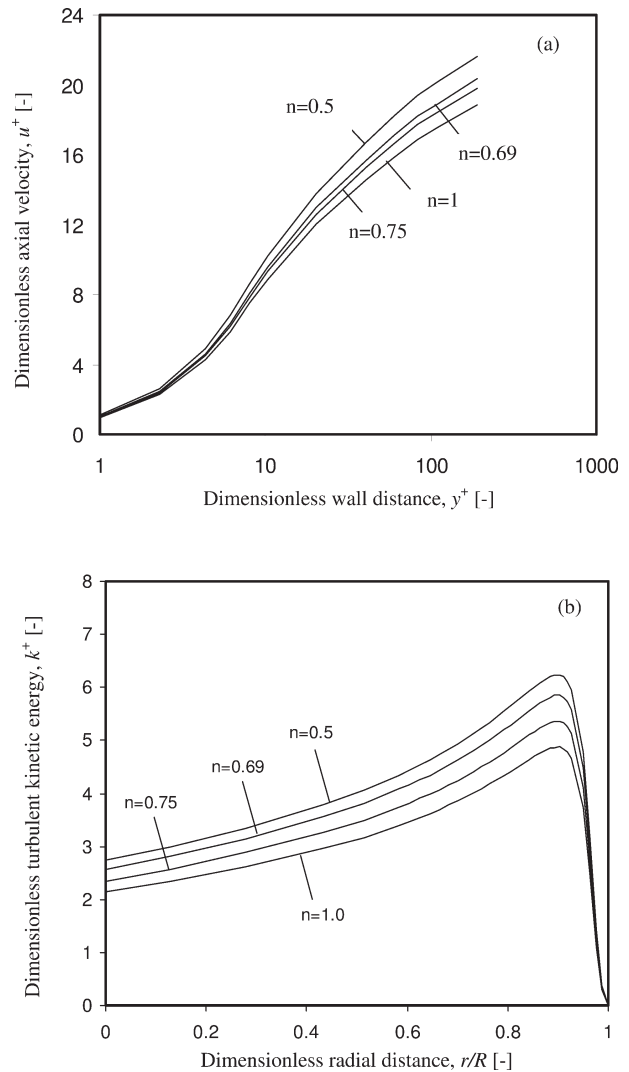 24
20
16
12
8
4
0
Dimensionless axial velocity, u⁺ [-]
(a)
n=0.5
n=0.69
n=1
n=0.75
1
10
100
1000
Dimensionless wall distance, y⁺ [-]
8
7
6
5
4
3
2
1
0
Dimensionless turbulent kinetic energy, k⁺ [-]
(b)
n=0.5
n=0.69
n=0.75
n=1.0
0
0.2
0.4
0.6
0.8
1
Dimensionless radial distance, r/R [-]